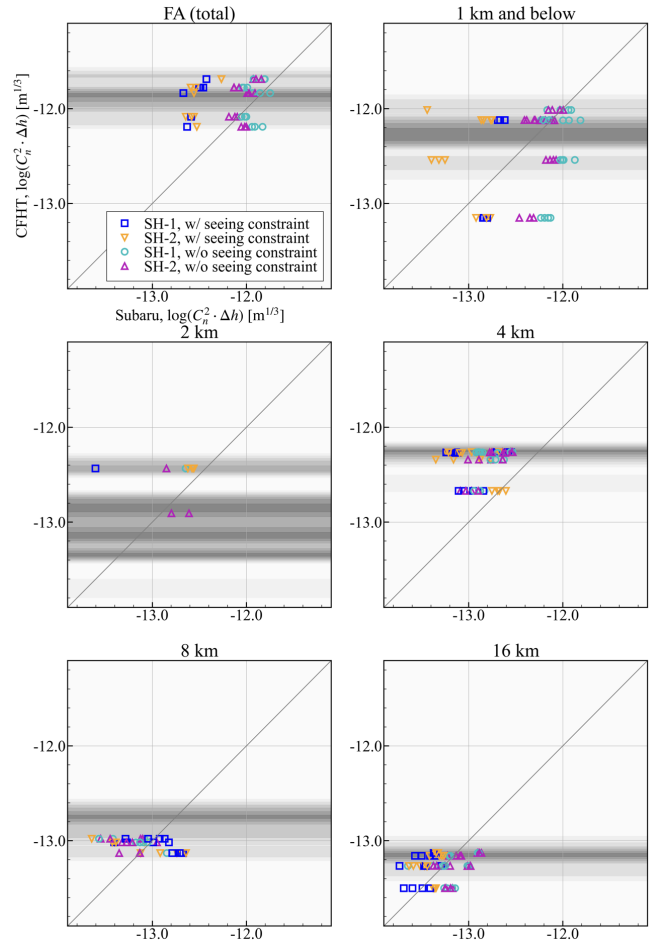 FA (total)
1 km and below
CFHT, log(C_n^2 · Δh) [m^{1/3}]
-12.0
-13.0
SH-1, w/ seeing constraint
SH-2, w/ seeing constraint
SH-1, w/o seeing constraint
SH-2, w/o seeing constraint
-13.0
-12.0
Subaru, log(C_n^2 · Δh) [m^{1/3}]
-12.0
-13.0
-13.0
-12.0
2 km
4 km
-12.0
-13.0
-13.0
-12.0
-12.0
-13.0
-13.0
-12.0
8 km
16 km
-12.0
-13.0
-13.0
-12.0
-12.0
-13.0
-13.0
-12.0